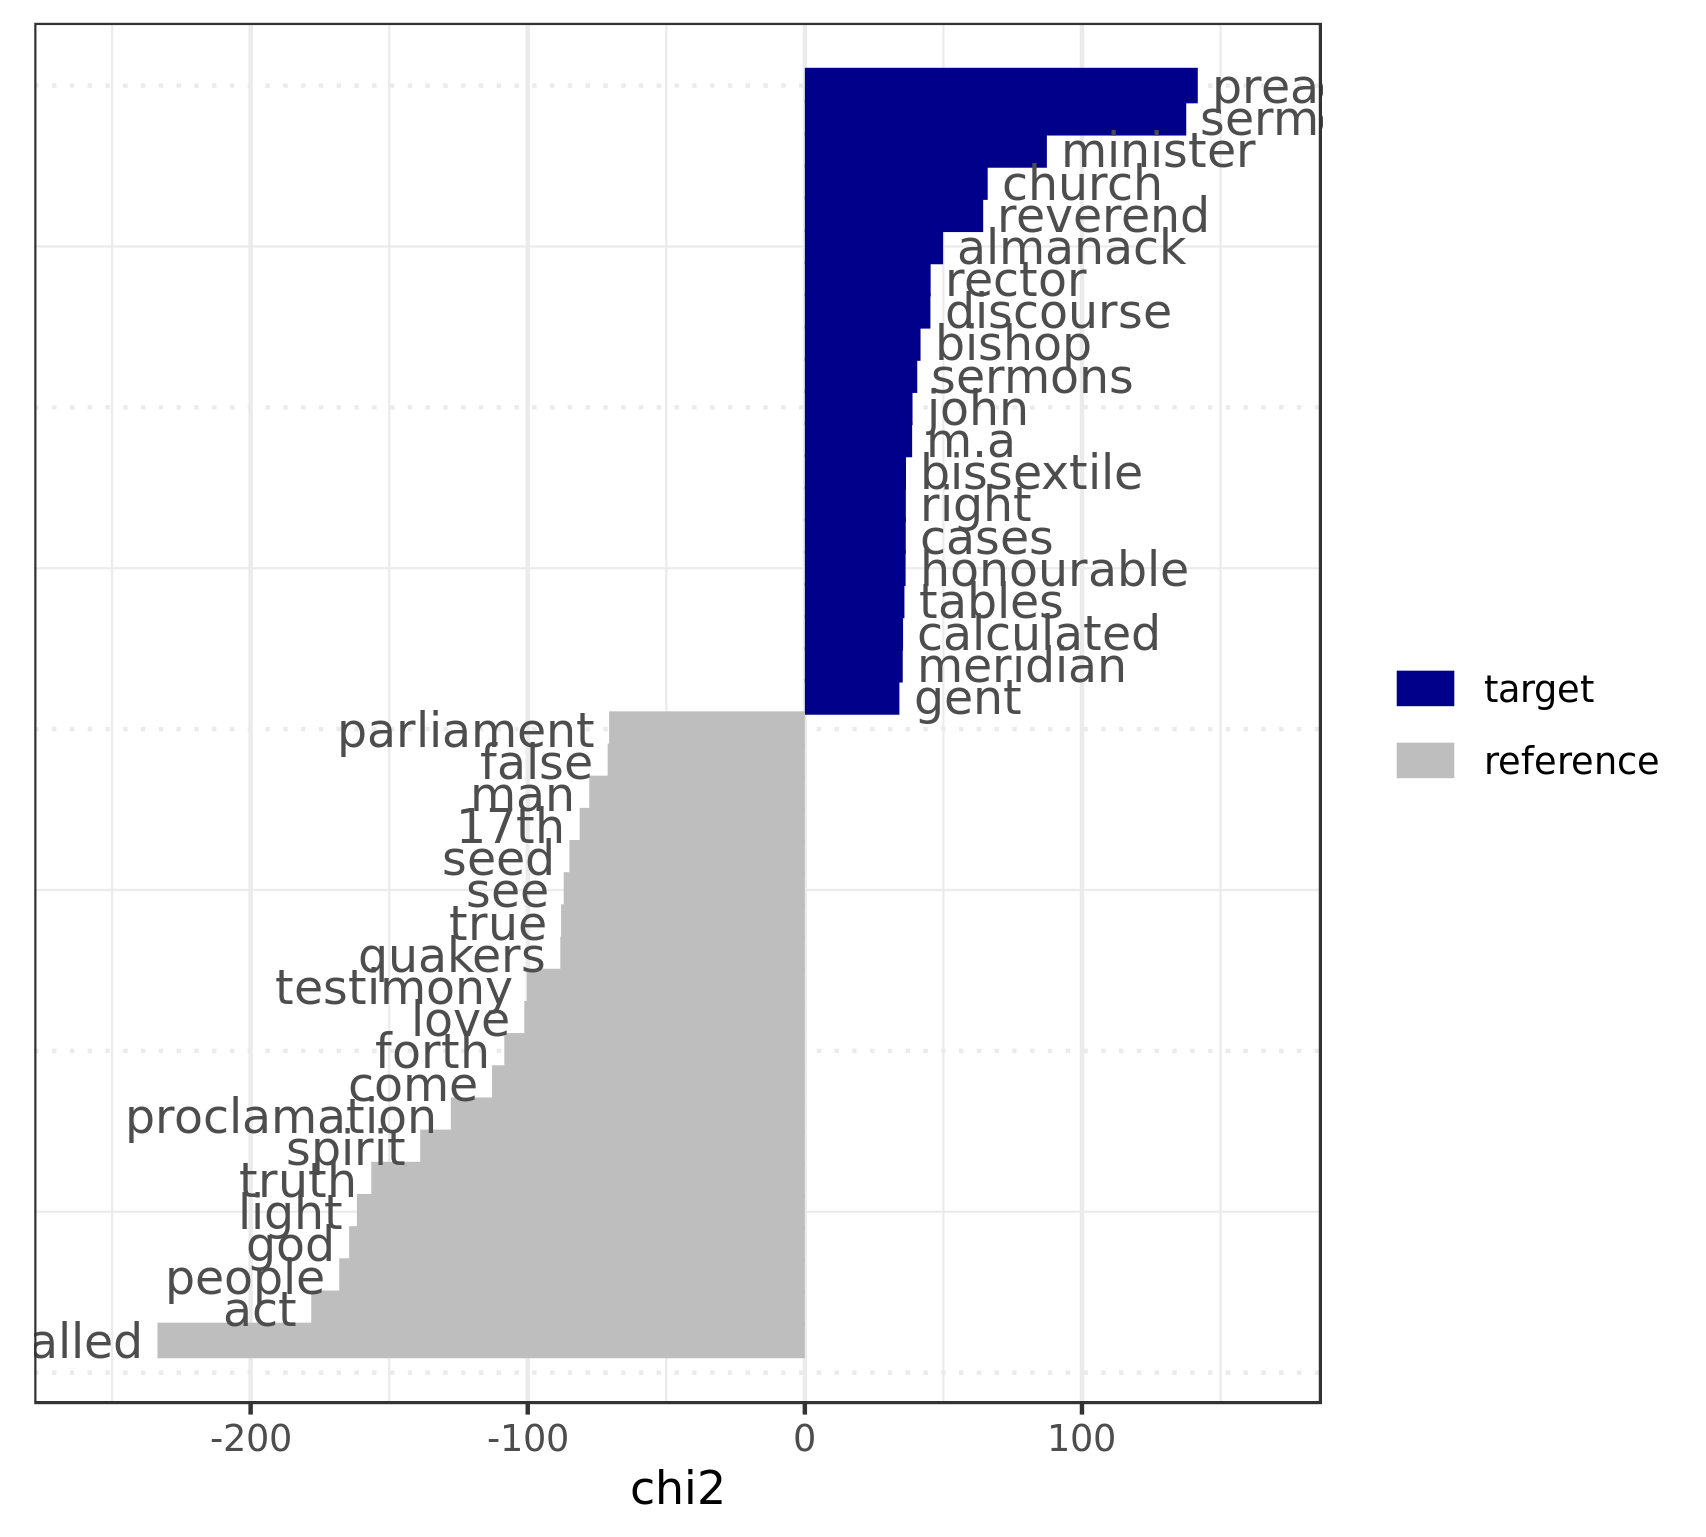 prea
serm
minister
church
reverend
almanack
rector
discourse
bishop
sermons
john
m.a
bissextile
right
cases
honourable
tables
calculated
meridian
gent
parliament
false
man
17th
seed
see
true
quakers
testimony
love
forth
come
proclamation
spirit
truth
light
god
people
act
alled
target
reference
-200 -100 0 100
chi2